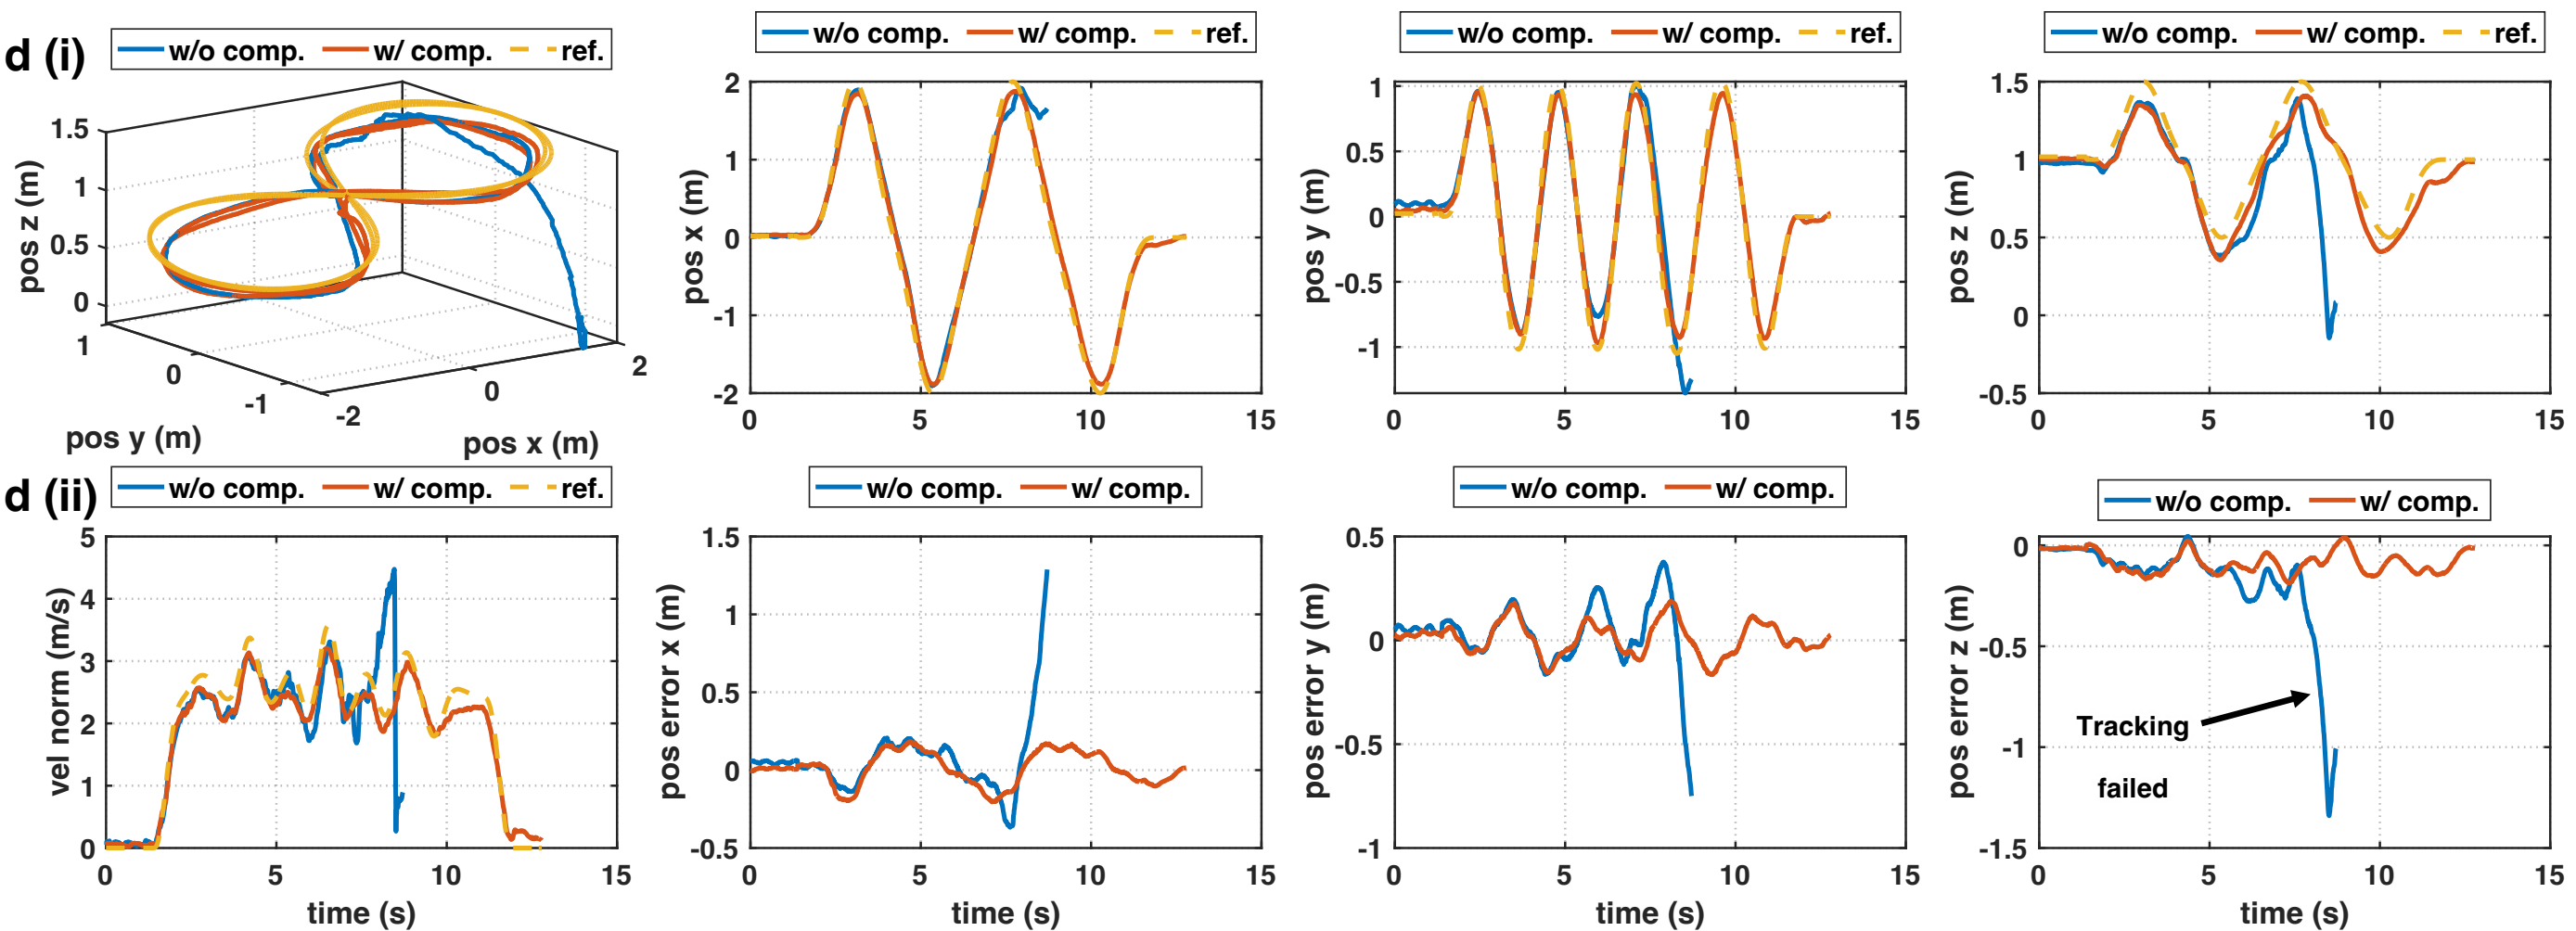 d (i)
w/o comp. w/ comp. ref.
1.5
1
0.5
0
pos z (m)
1
0
-1
pos y (m)
-2
0
2
pos x (m)
w/o comp. w/ comp. ref.
2
1
0
-1
-2
pos x (m)
0 5 10 15
w/o comp. w/ comp. ref.
1
0.5
0
-0.5
-1
pos y (m)
0 5 10 15
w/o comp. w/ comp. ref.
1.5
1
0.5
0
-0.5
pos z (m)
0 5 10 15
d (ii)
w/o comp. w/ comp. ref.
5
4
3
2
1
0
vel norm (m/s)
0 5 10 15
time (s)
w/o comp. w/ comp.
1.5
1
0.5
0
-0.5
pos error x (m)
0 5 10 15
time (s)
w/o comp. w/ comp.
0.5
0
-0.5
-1
pos error y (m)
0 5 10 15
time (s)
w/o comp. w/ comp.
0
-0.5
-1
-1.5
pos error z (m)
Tracking
failed
0 5 10 15
time (s)